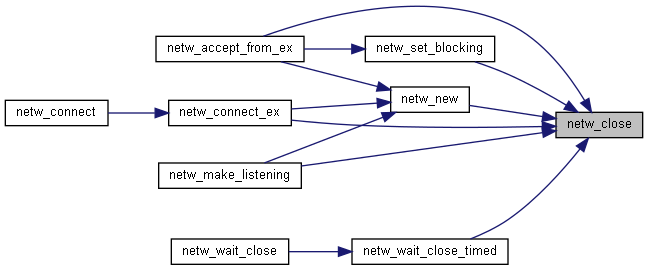 netw_accept_from_ex
netw_set_blocking
netw_new
netw_connect
netw_connect_ex
netw_close
netw_make_listening
netw_wait_close
netw_wait_close_timed